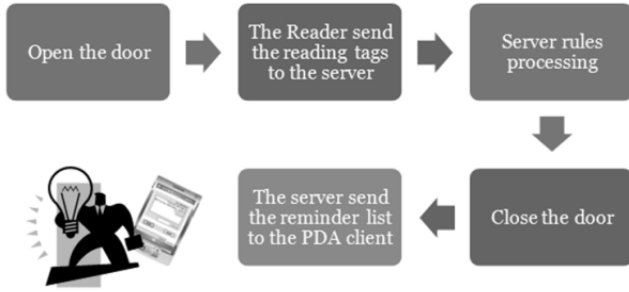 Open the door
The Reader send
the reading tags
to the server
Server rules
processing
Close the door
The server send
the reminder list
to the PDA client